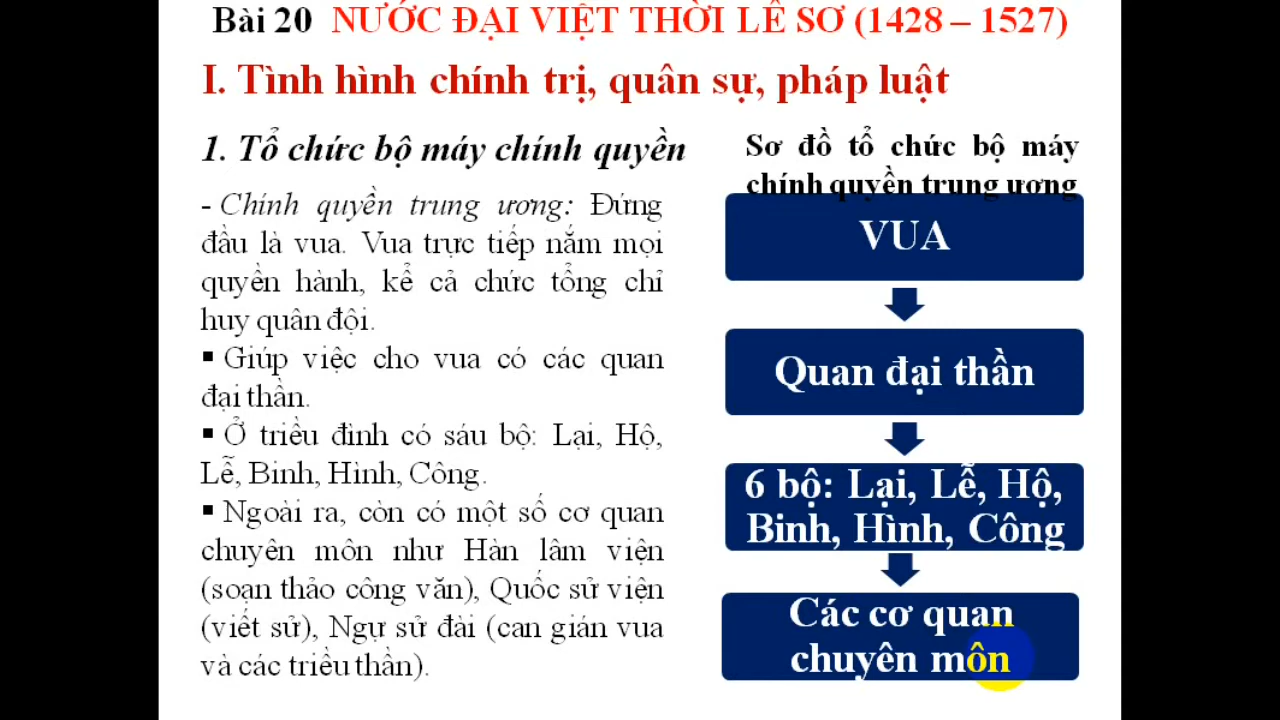 Bài 20 NƯỚC ĐẠI VIỆT THỜI LÊ SƠ (1428 – 1527)
I. Tình hình chính trị, quân sự, pháp luật
1. Tổ chức bộ máy chính quyền
- Chính quyền trung ương: Đứng
đầu là vua. Vua trực tiếp nắm mọi
quyền hành, kể cả chức tổng chỉ
huy quân đội.
▪ Giúp việc cho vua có các quan
đại thần.
▪ Ở triều đình có sáu bộ: Lại, Hộ,
Lễ, Binh, Hình, Công.
▪ Ngoài ra, còn có một số cơ quan
chuyên môn như Hàn lâm viện
(soạn thảo công văn), Quốc sử viện
(viết sử), Ngự sử đài (can gián vua
và các triều thần).
Sơ đồ tổ chức bộ máy
chính quyền trung ương
VUA
Quan đại thần
6 bộ: Lại, Lễ, Hộ,
Binh, Hình, Công
Các cơ quan
chuyên môn